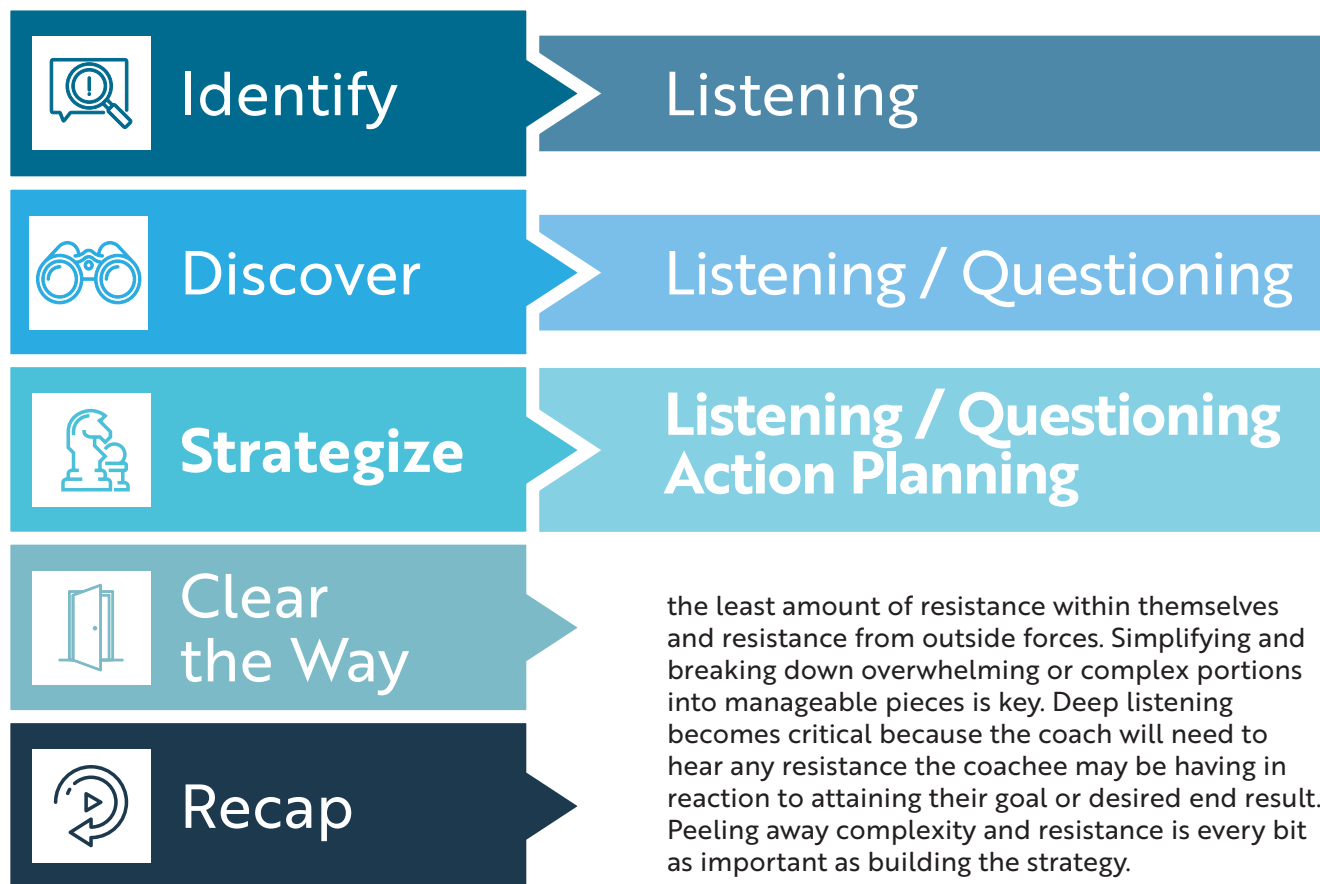 Identify
Listening
Discover
Listening / Questioning
Strategize
Listening / Questioning
Action Planning
Clear
the Way
the least amount of resistance within themselves
and resistance from outside forces. Simplifying and
breaking down overwhelming or complex portions
into manageable pieces is key. Deep listening
becomes critical because the coach will need to
hear any resistance the coachee may be having in
reaction to attaining their goal or desired end result.
Peeling away complexity and resistance is every bit
as important as building the strategy.
Recap